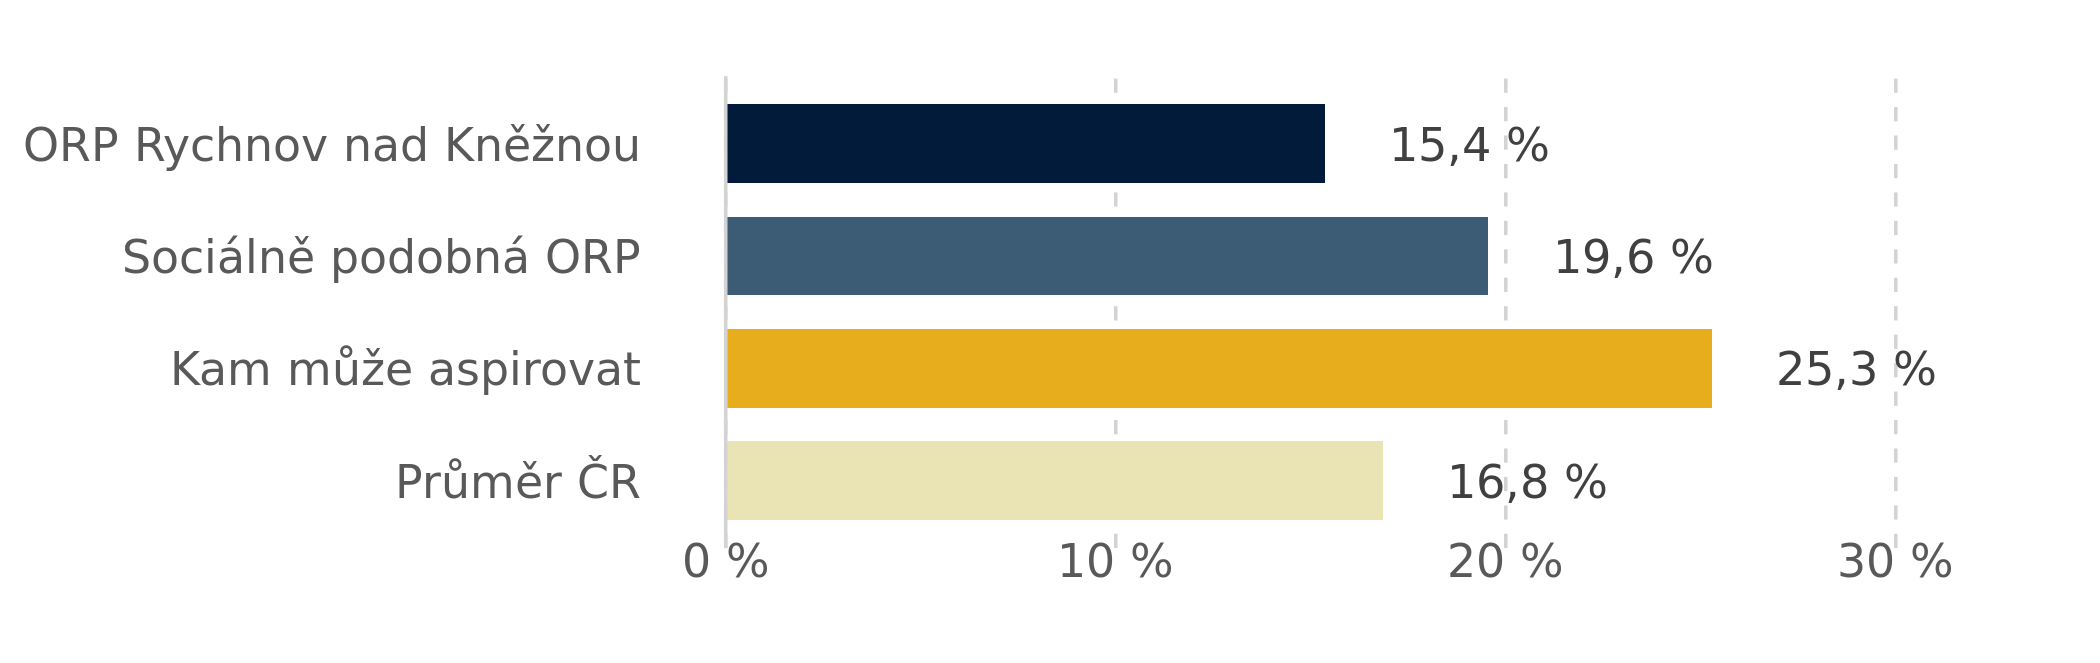 ORP Rychnov nad Kněžnou 15,4 %
Sociálně podobná ORP 19,6 %
Kam může aspirovat 25,3 %
Průměr ČR 16,8 %
0 % 10 % 20 % 30 %